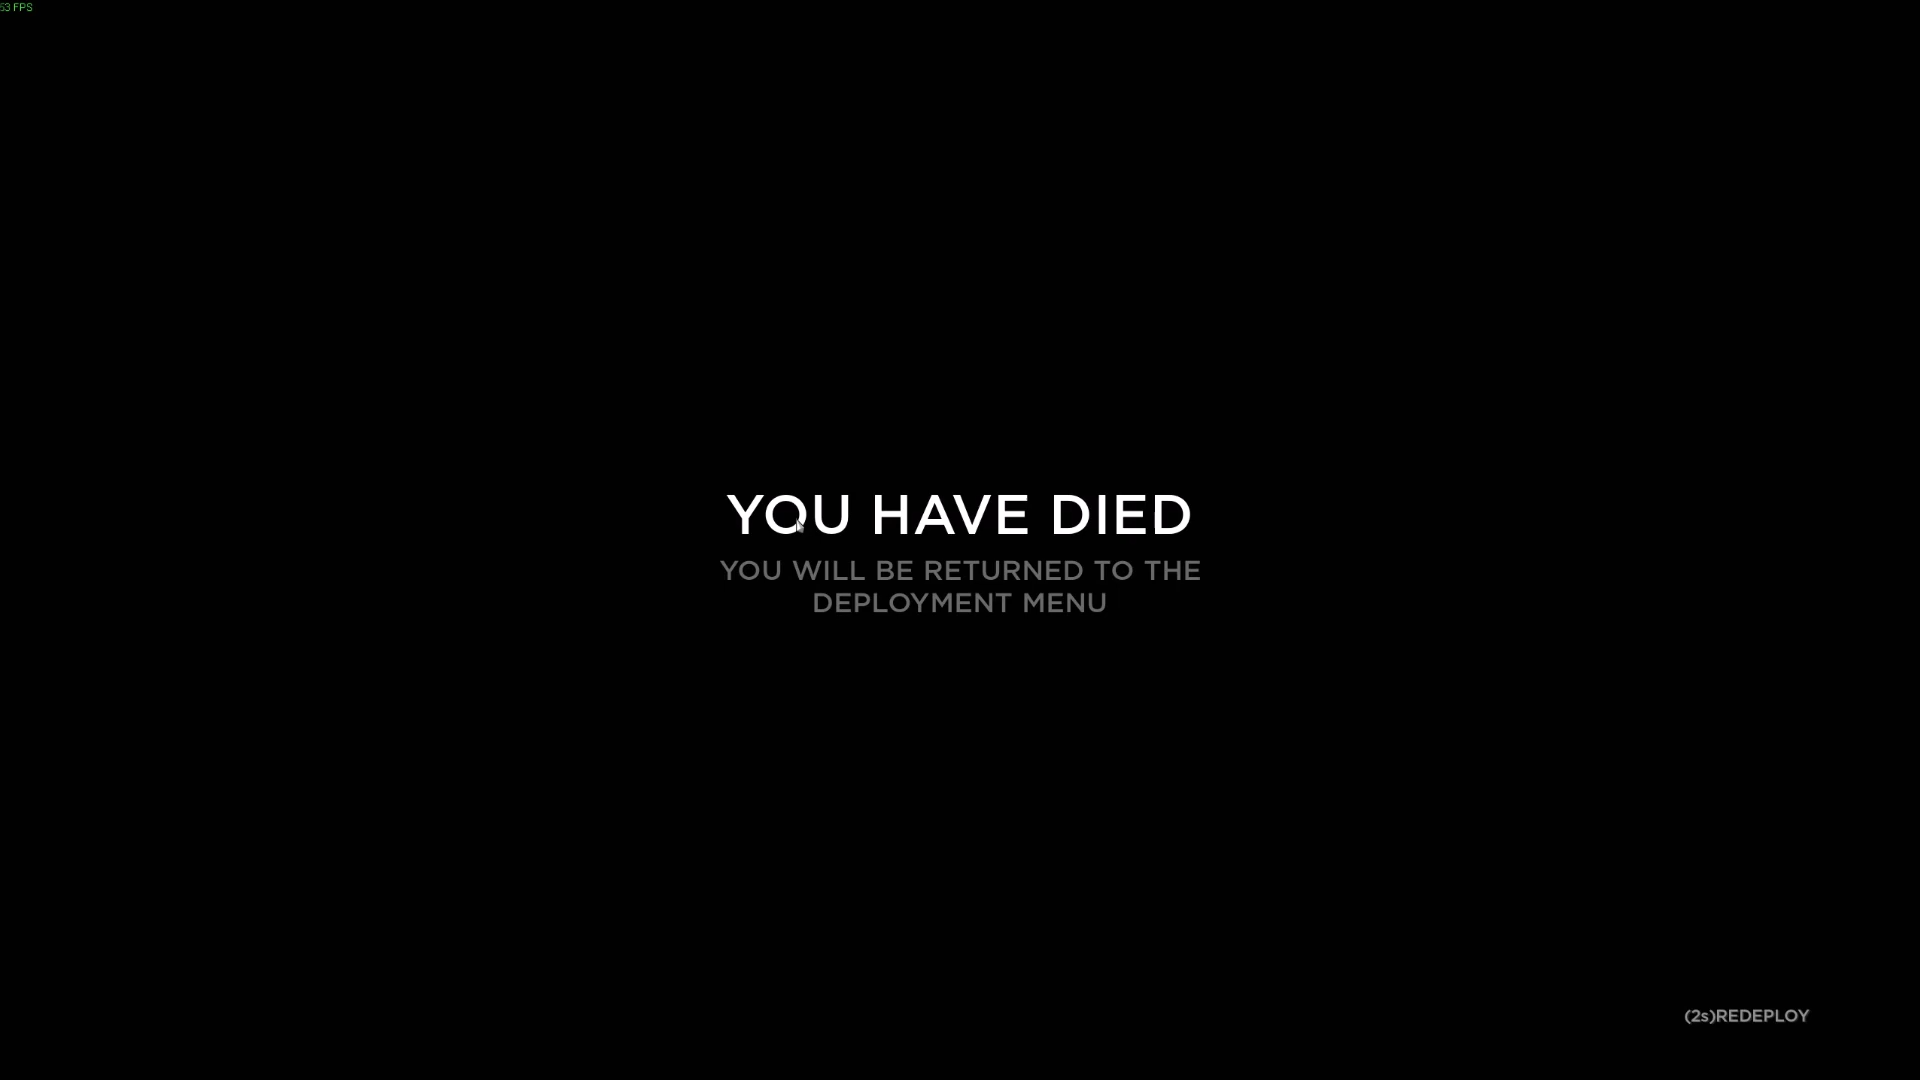 53 FPS
YOU HAVE DIED
YOU WILL BE RETURNED TO THE
DEPLOYMENT MENU
(2s)REDEPLOY